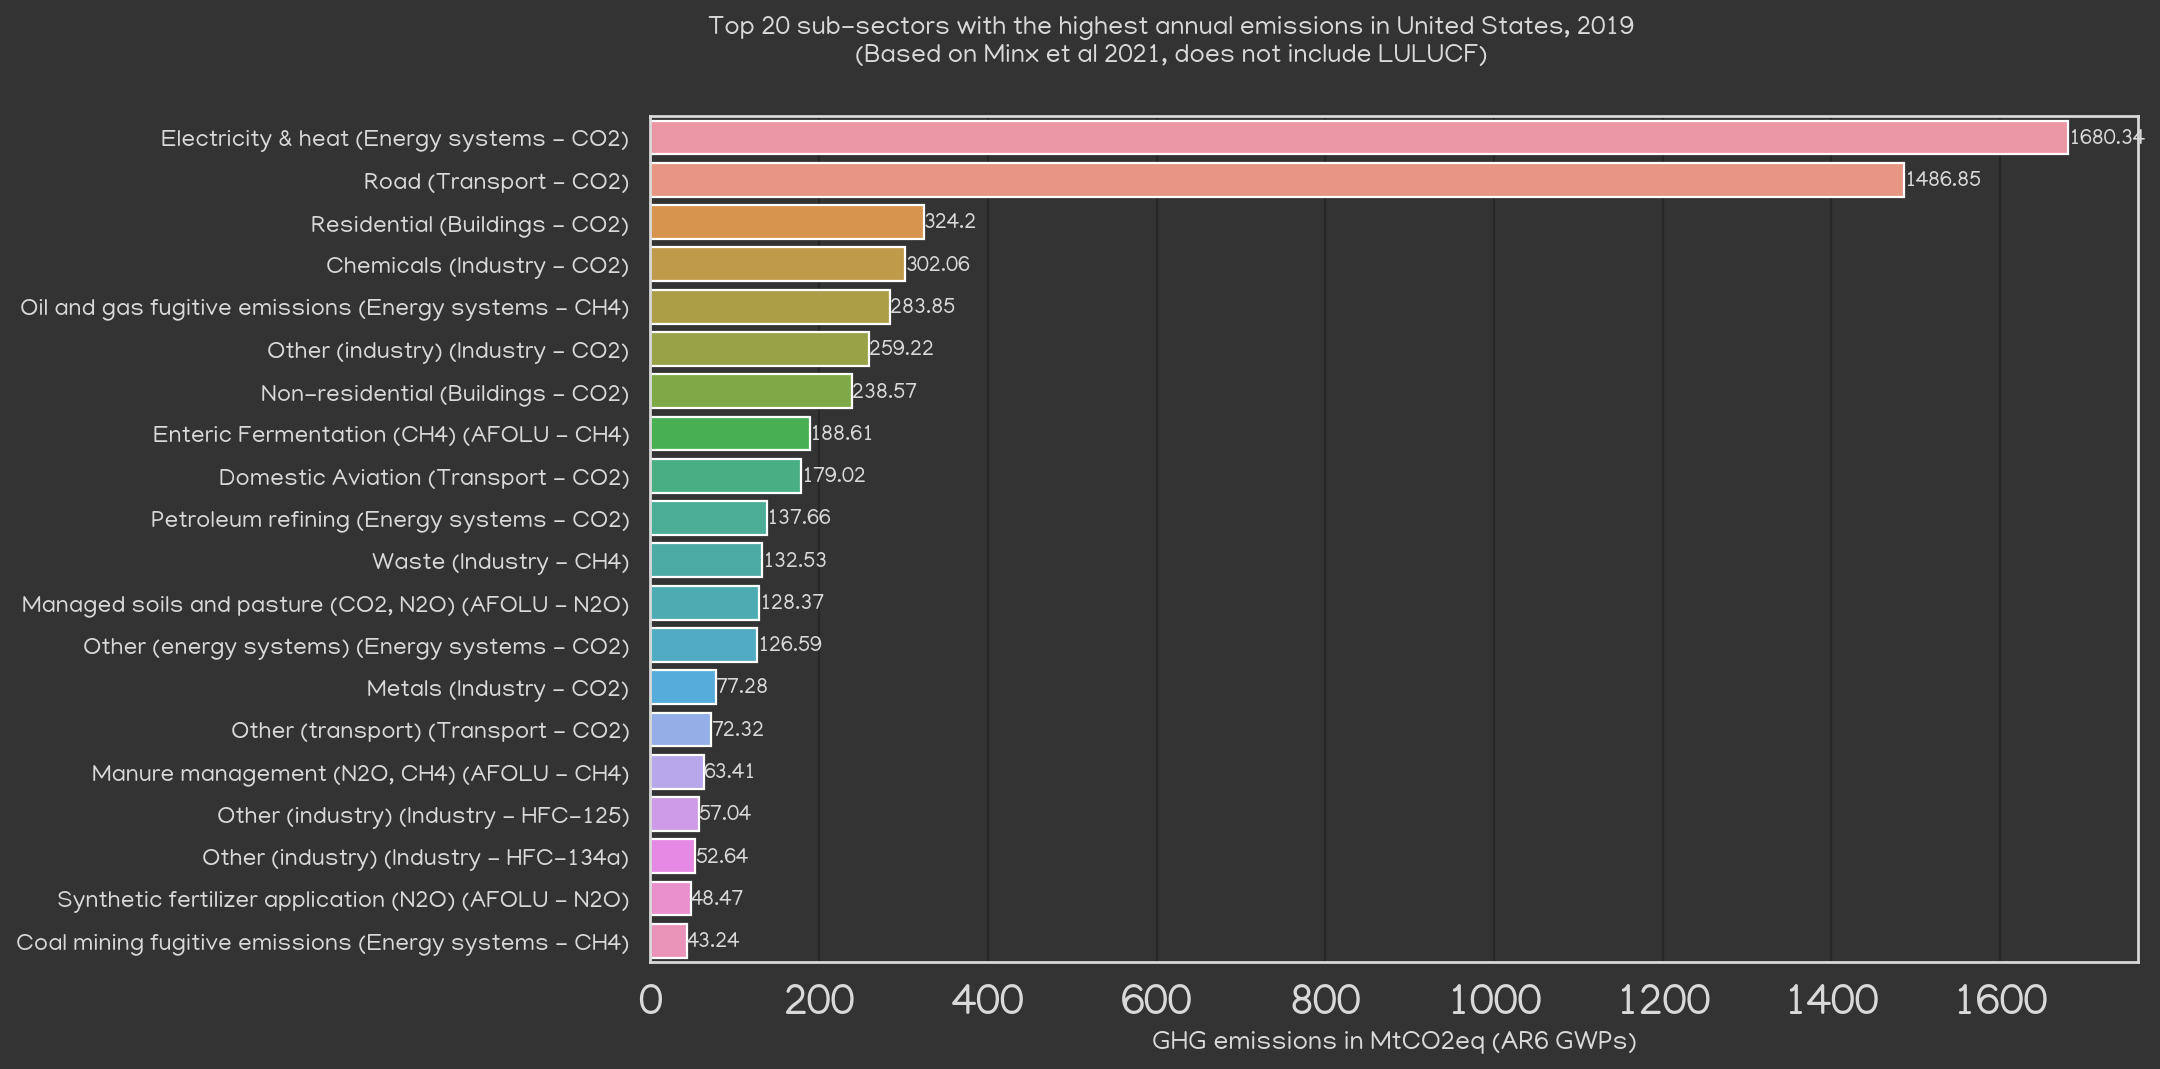 Top 20 sub-sectors with the highest annual emissions in United States, 2019
(Based on Minx et al 2021, does not include LULUCF)
Electricity & heat (Energy systems - CO2) 1680.34
Road (Transport - CO2) 1486.85
Residential (Buildings - CO2) 324.2
Chemicals (Industry - CO2) 302.06
Oil and gas fugitive emissions (Energy systems - CH4) 283.85
Other (industry) (Industry - CO2) 259.22
Non-residential (Buildings - CO2) 238.57
Enteric Fermentation (CH4) (AFOLU - CH4) 188.61
Domestic Aviation (Transport - CO2) 179.02
Petroleum refining (Energy systems - CO2) 137.66
Waste (Industry - CH4) 132.53
Managed soils and pasture (CO2, N2O) (AFOLU - N2O) 128.37
Other (energy systems) (Energy systems - CO2) 126.59
Metals (Industry - CO2) 77.28
Other (transport) (Transport - CO2) 72.32
Manure management (N2O, CH4) (AFOLU - CH4) 63.41
Other (industry) (Industry - HFC-125) 57.04
Other (industry) (Industry - HFC-134a) 52.64
Synthetic fertilizer application (N2O) (AFOLU - N2O) 48.47
Coal mining fugitive emissions (Energy systems - CH4) 43.24
0 200 400 600 800 1000 1200 1400 1600
GHG emissions in MtCO2eq (AR6 GWPs)